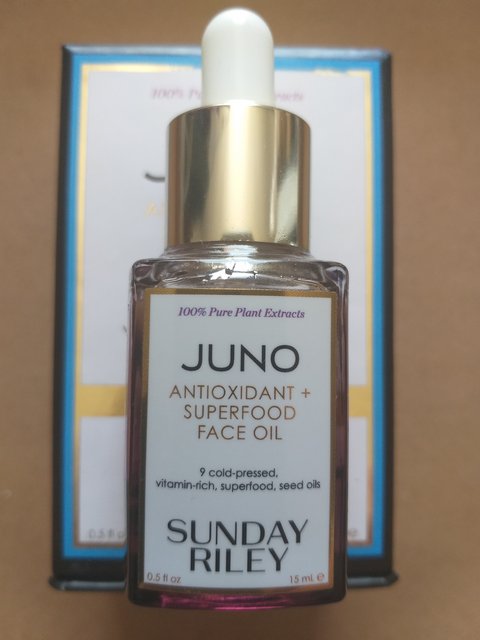 100% Pure Plant Extracts
JUNO
ANTIOXIDANT +
SUPERFOOD
FACE OIL
9 cold-pressed,
vitamin-rich, superfood, seed oils
SUNDAY
RILEY
0.5 fl oz 15 ml e